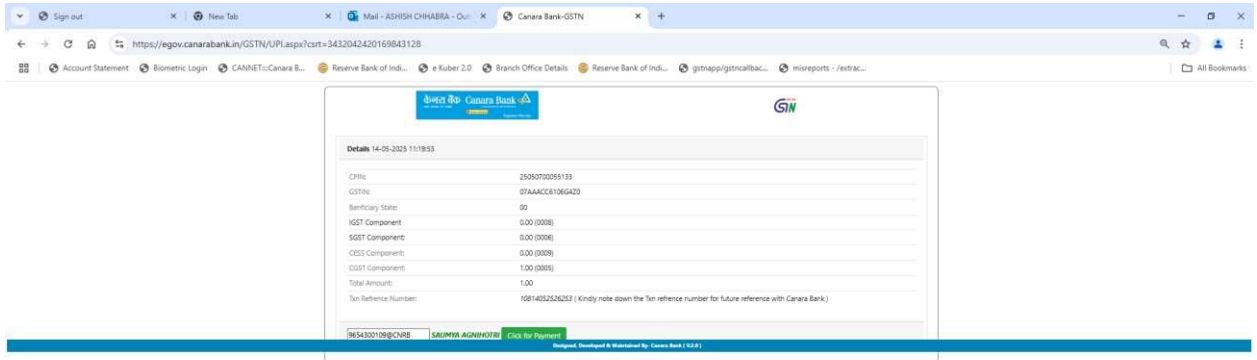 Sign out
New Tab
Mail - ASHISH CHHABRA - Out
Canara Bank-GSTN
https://egov.canarabank.in/GSTN/UPI.aspx?csrt=3432042420169843128
Account Statement Biometric Login CANNET:::Canara B... Reserve Bank of Indi... e Kuber 2.0 Branch Office Details Reserve Bank of Indi... gstnapp/gstncallbac... misreports - /extrac... All Bookmarks
केनरा बैंक Canara Bank
GSTN
Details 14-05-2025 11:19:53
CPIN: 25050700055133
GSTIN: 07AAACC6106G4Z0
Benficiary State: 00
IGST Component 0.00 (0008)
SGST Component: 0.00 (0006)
CESS Component: 0.00 (0009)
CGST Component: 1.00 (0005)
Total Amount: 1.00
Txn Refrence Number: 10814052526253 ( Kindly note down the Txn refrence number for future reference with Canara Bank )
9654300109@CNRB SAUMYA AGNIHOTRI Click for Payment
Designed, Developed & Maintained By- Canara Bank ( V.2.0 )